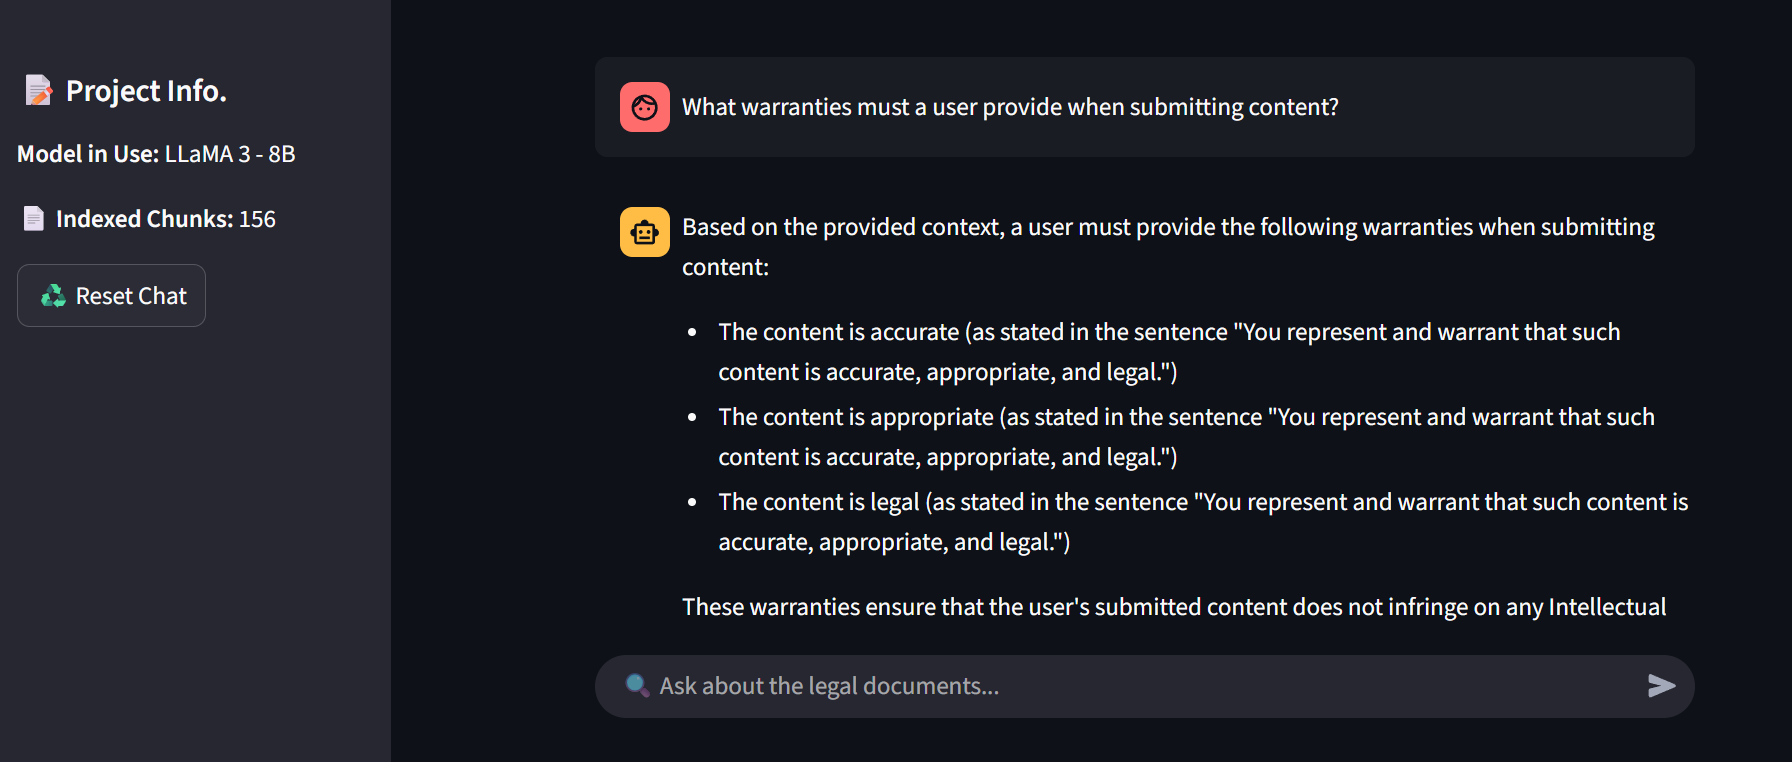 Project Info.
Model in Use: LLaMA 3 - 8B
Indexed Chunks: 156
Reset Chat
What warranties must a user provide when submitting content?
Based on the provided context, a user must provide the following warranties when submitting
content:
• The content is accurate (as stated in the sentence "You represent and warrant that such
content is accurate, appropriate, and legal.")
• The content is appropriate (as stated in the sentence "You represent and warrant that such
content is accurate, appropriate, and legal.")
• The content is legal (as stated in the sentence "You represent and warrant that such content is
accurate, appropriate, and legal.")
These warranties ensure that the user's submitted content does not infringe on any Intellectual
Ask about the legal documents...